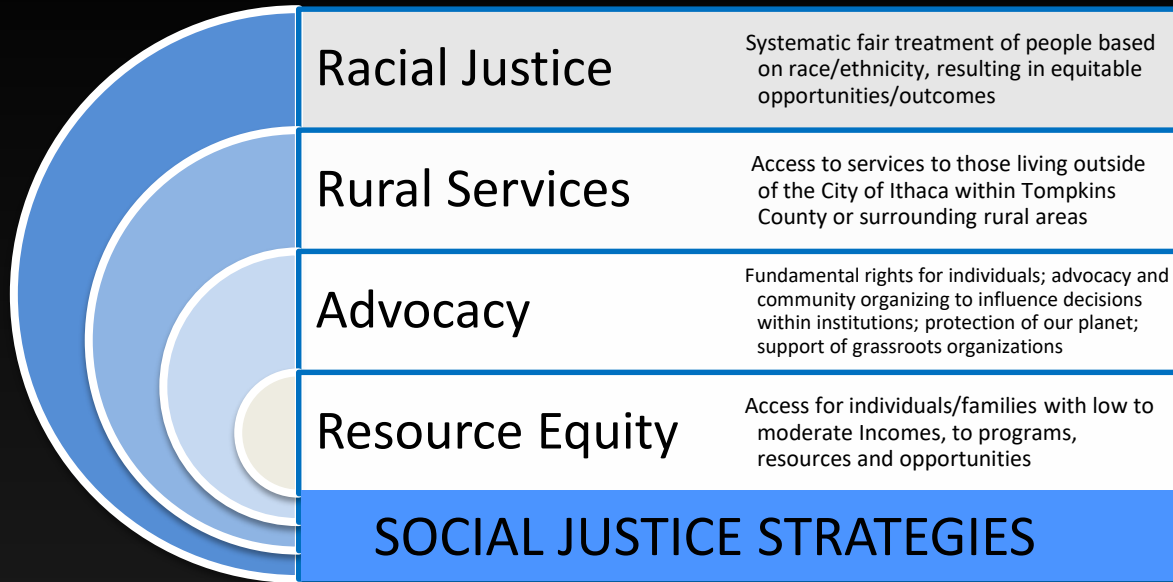 Racial Justice
Systematic fair treatment of people based
on race/ethnicity, resulting in equitable
opportunities/outcomes
Rural Services
Access to services to those living outside
of the City of Ithaca within Tompkins
County or surrounding rural areas
Advocacy
Fundamental rights for individuals; advocacy and
community organizing to influence decisions
within institutions; protection of our planet;
support of grassroots organizations
Resource Equity
Access for individuals/families with low to
moderate Incomes, to programs,
resources and opportunities
SOCIAL JUSTICE STRATEGIES